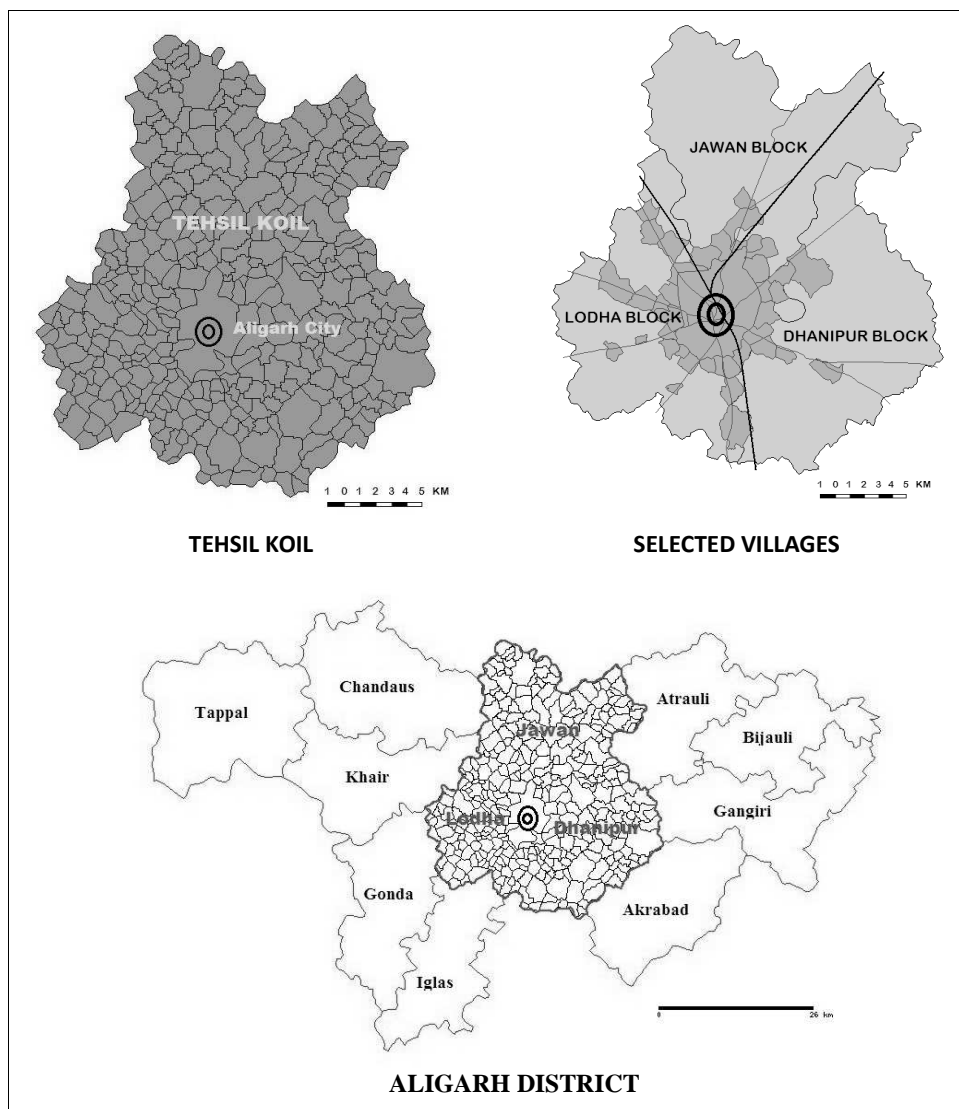 TEHSIL KOIL
Aligarh City
1 0 1 2 3 4 5 KM
TEHSIL KOIL
JAWAN BLOCK
LODHA BLOCK
DHANIPUR BLOCK
1 0 1 2 3 4 5 KM
SELECTED VILLAGES
Tappal
Chandaus
Khair
Jawan
Lodha
Dhanipur
Atrauli
Bijauli
Gangiri
Gonda
Akrabad
Iglas
0 26 km
ALIGARH DISTRICT